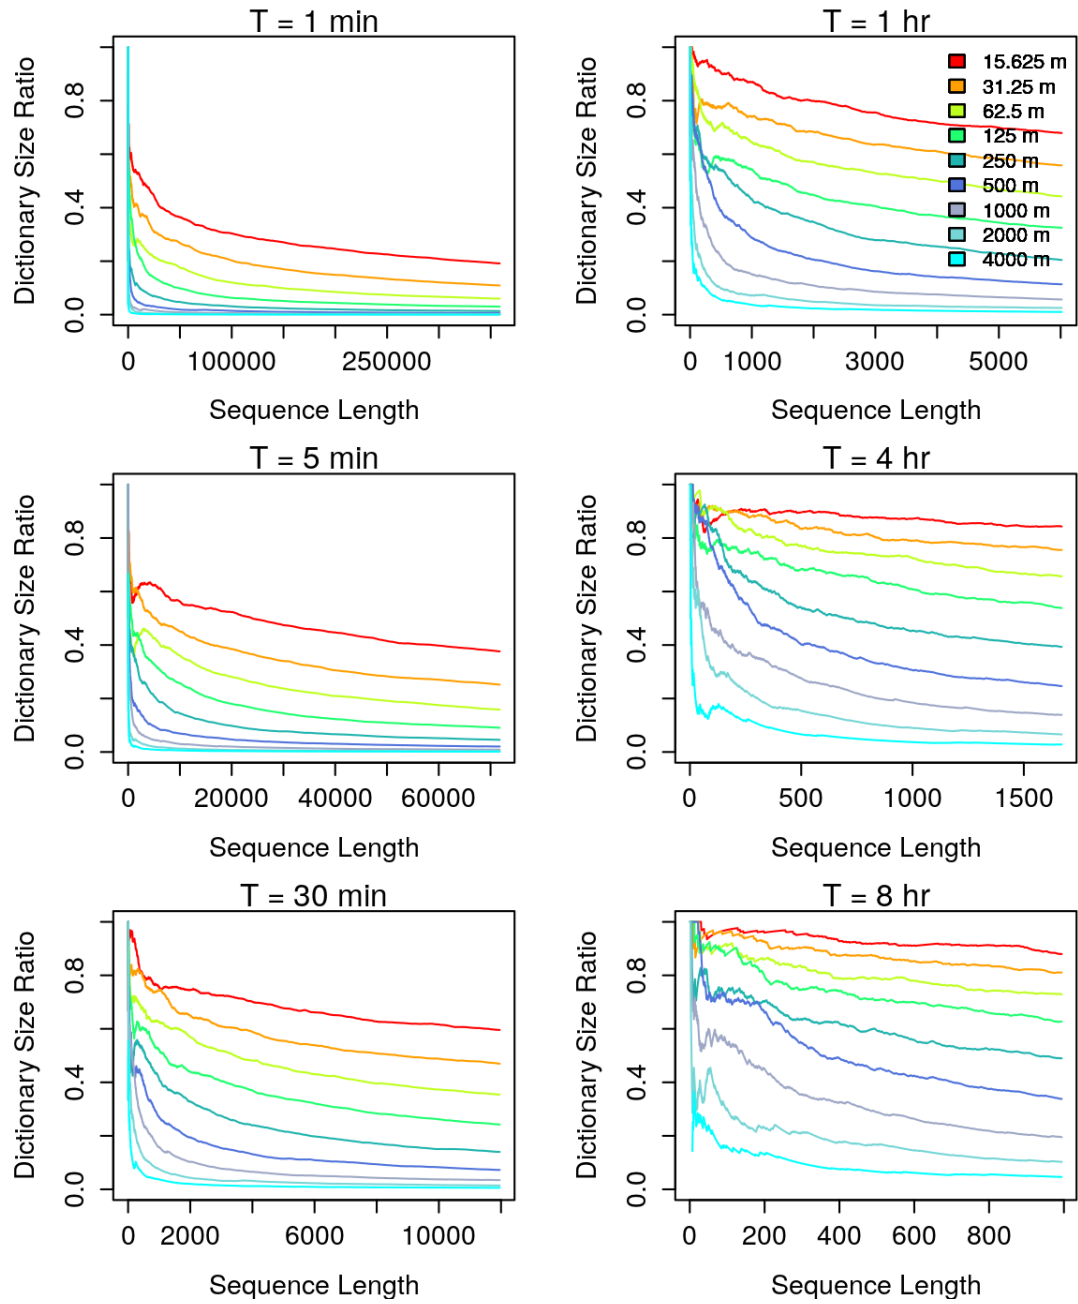 T = 1 min
Dictionary Size Ratio
0.0 0.4 0.8
0 100000 250000
Sequence Length
T = 1 hr
Dictionary Size Ratio
0.0 0.4 0.8
15.625 m
31.25 m
62.5 m
125 m
250 m
500 m
1000 m
2000 m
4000 m
0 1000 3000 5000
Sequence Length
T = 5 min
Dictionary Size Ratio
0.0 0.4 0.8
0 20000 40000 60000
Sequence Length
T = 4 hr
Dictionary Size Ratio
0.0 0.4 0.8
0 500 1000 1500
Sequence Length
T = 30 min
Dictionary Size Ratio
0.0 0.4 0.8
0 2000 6000 10000
Sequence Length
T = 8 hr
Dictionary Size Ratio
0.0 0.4 0.8
0 200 400 600 800
Sequence Length